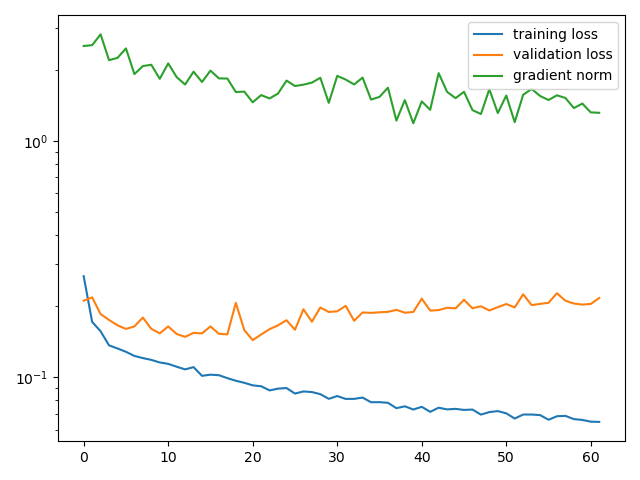 training loss
validation loss
gradient norm
10⁰
10⁻¹
0 10 20 30 40 50 60